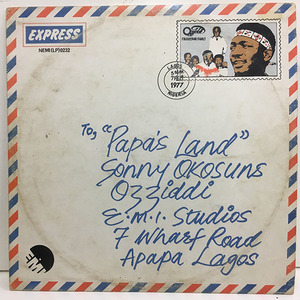 EXPRESS
NEMI (LP) 0232
LAGOS
1977
NIGERIA
To, "Papa's Land"
Sonny Okosuns
Ozziddi
E.M.I. Studios
7 Wharf Road
Apapa Lagos
EMI